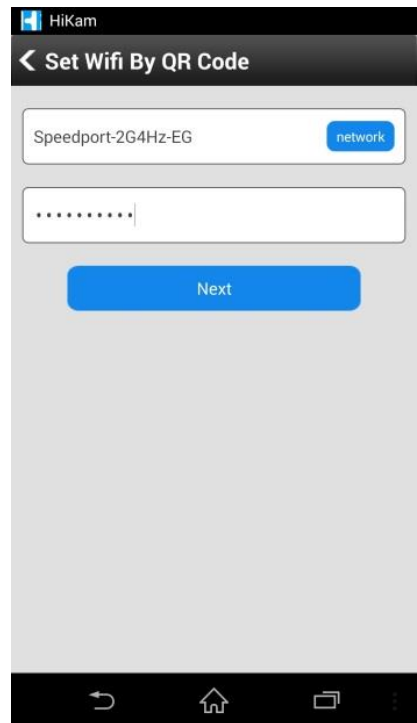 HiKam
Set Wifi By QR Code
Speedport-2G4Hz-EG
network
••••••••••
Next